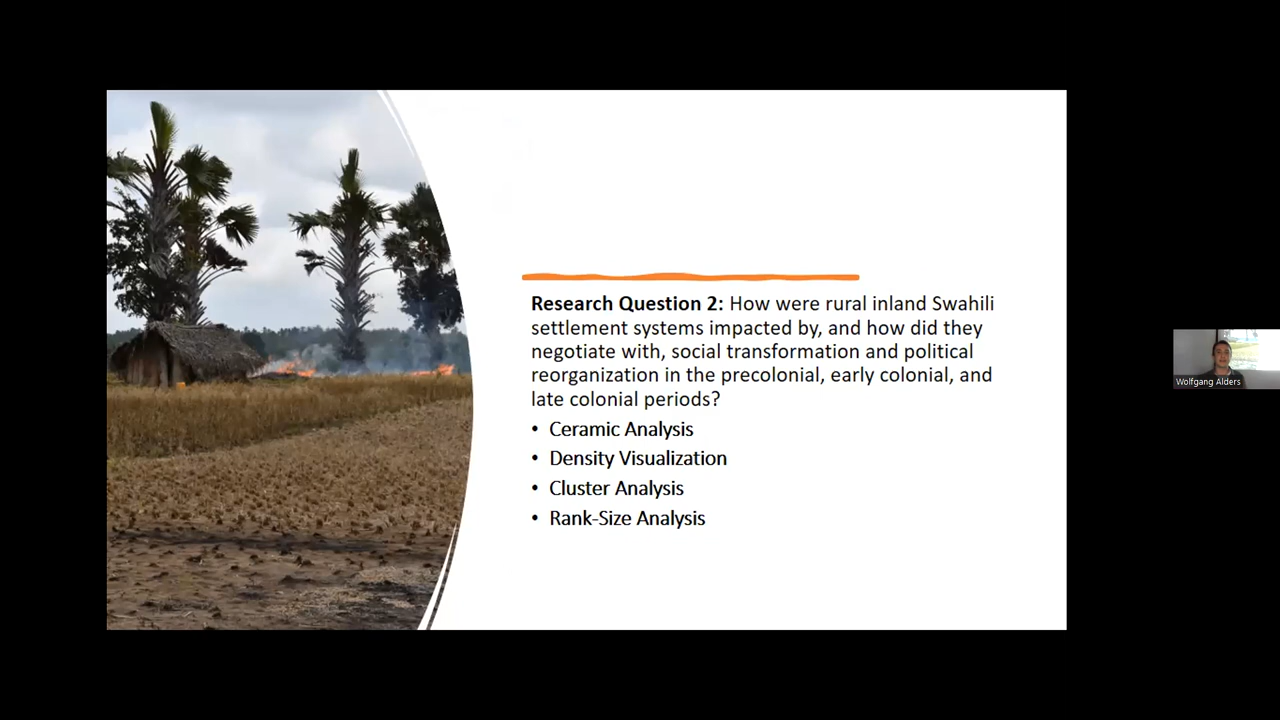 Research Question 2: How were rural inland Swahili
settlement systems impacted by, and how did they
negotiate with, social transformation and political
reorganization in the precolonial, early colonial, and
late colonial periods?
• Ceramic Analysis
• Density Visualization
• Cluster Analysis
• Rank-Size Analysis
Wolfgang Alders